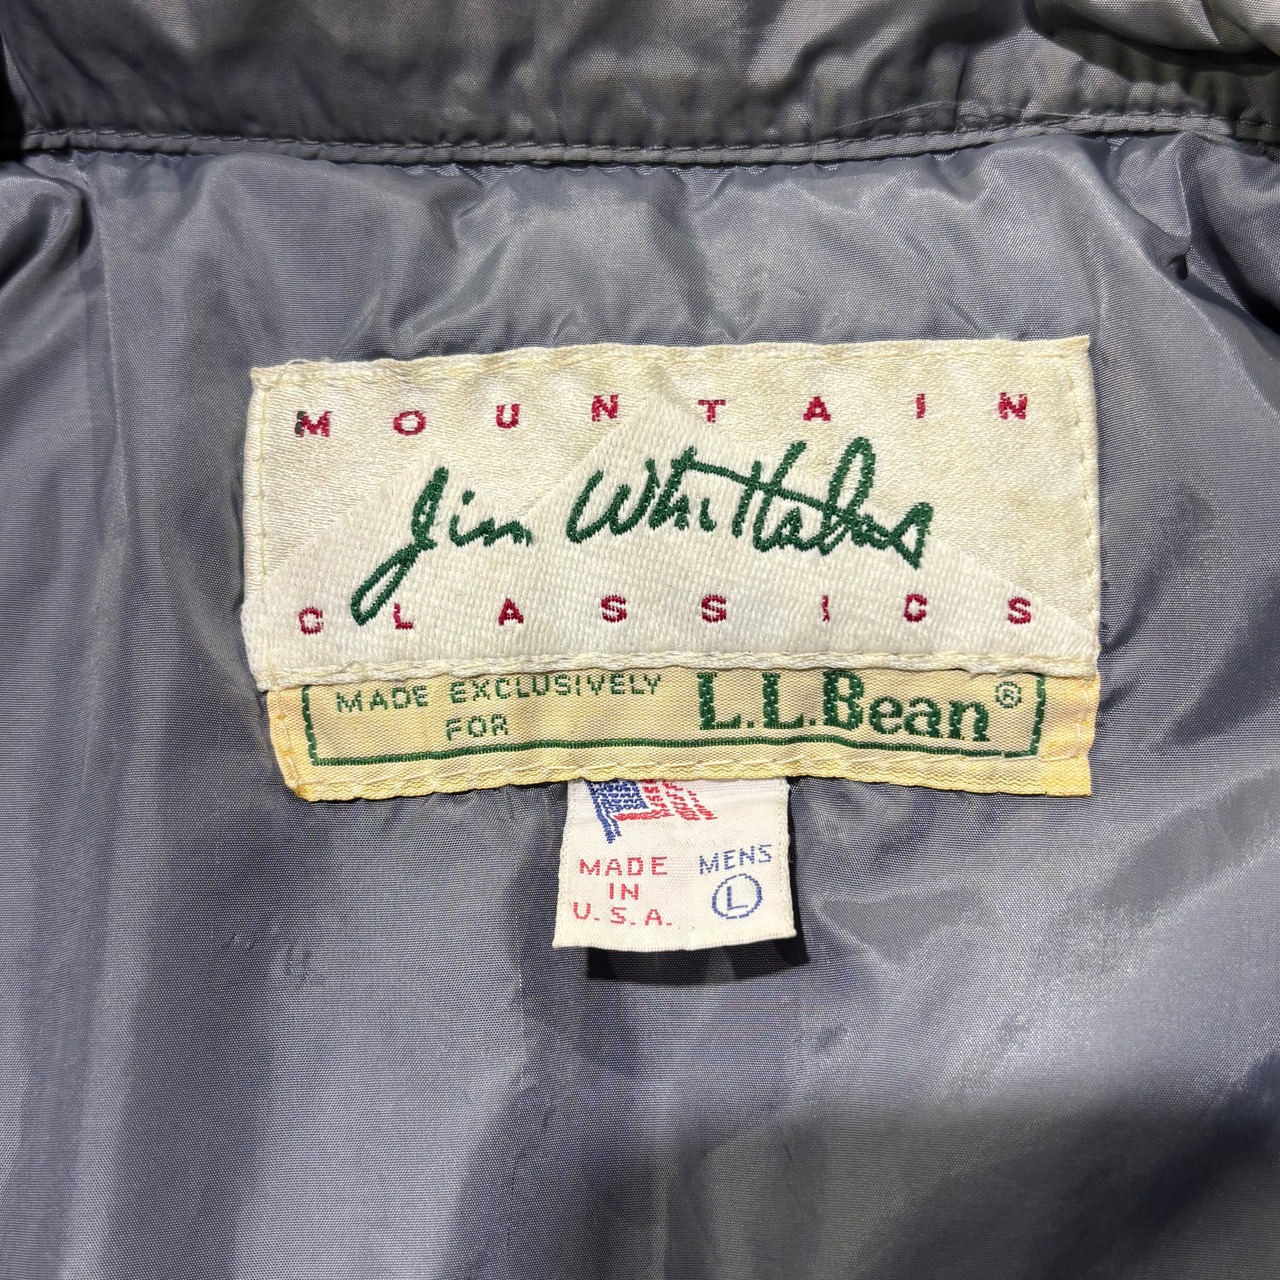 MOUNTAIN
Jim Whittaker
CLASSICS
MADE EXCLUSIVELY
FOR
L.L.Bean®
MADE
IN
U.S.A.
MENS
L